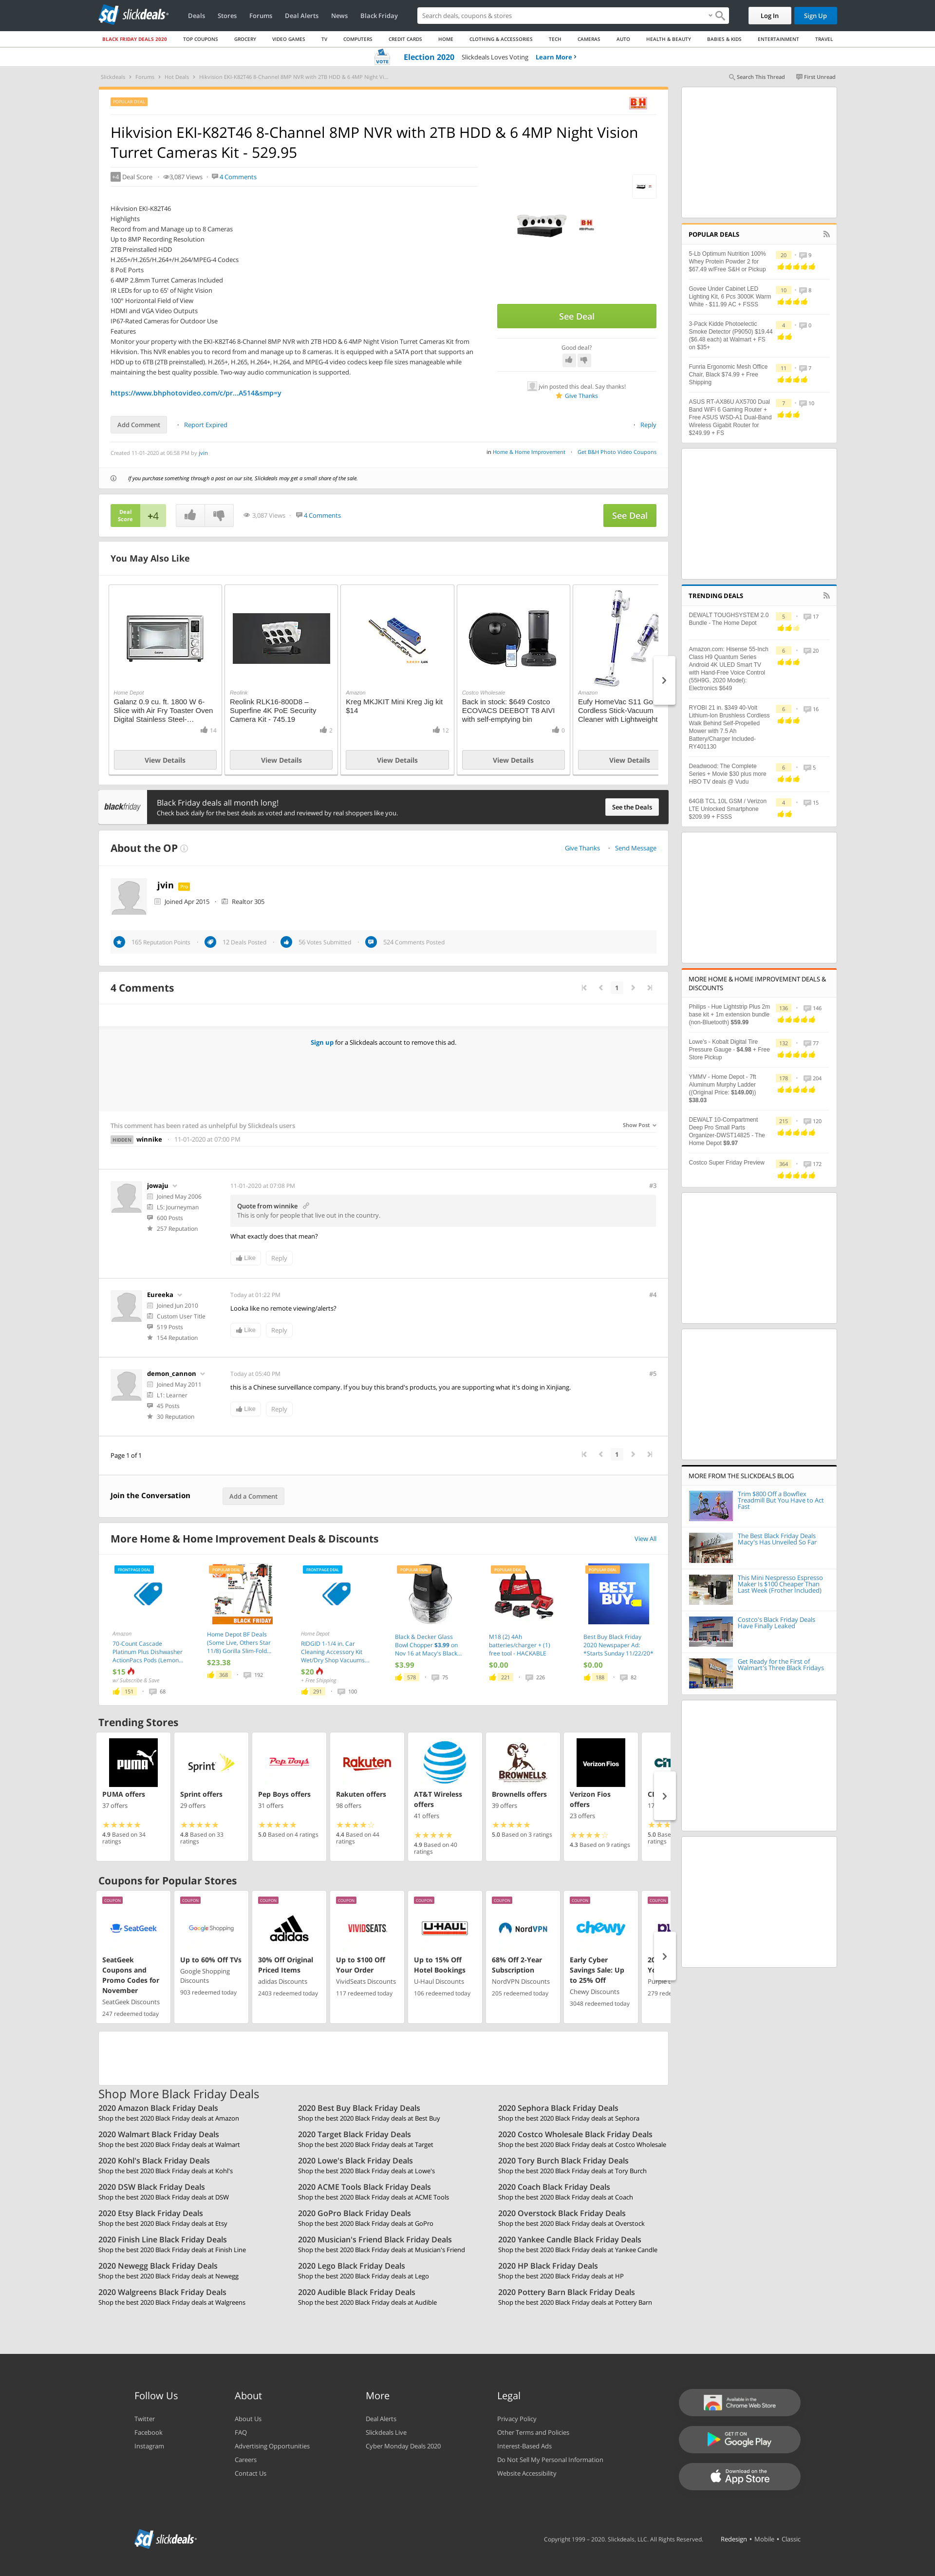 slickdeals
Deals Stores Forums Deal Alerts News Black Friday
Search deals, coupons & stores
Log In
Sign Up
BLACK FRIDAY DEALS 2020 TOP COUPONS GROCERY VIDEO GAMES TV COMPUTERS CREDIT CARDS HOME CLOTHING & ACCESSORIES TECH CAMERAS AUTO HEALTH & BEAUTY BABIES & KIDS ENTERTAINMENT TRAVEL
VOTE
Election 2020 Slickdeals Loves Voting Learn More
Slickdeals Forums Hot Deals Hikvision EKI-K82T46 8-Channel 8MP NVR with 2TB HDD & 6 4MP Night Vi...
Search This Thread First Unread
POPULAR DEAL
BH
Hikvision EKI-K82T46 8-Channel 8MP NVR with 2TB HDD & 6 4MP Night Vision
Turret Cameras Kit - 529.95
+4 Deal Score 3,087 Views 4 Comments
Hikvision EKI-K82T46
Highlights
Record from and Manage up to 8 Cameras
Up to 8MP Recording Resolution
2TB Preinstalled HDD
H.265+/H.265/H.264+/H.264/MPEG-4 Codecs
8 PoE Ports
6 4MP 2.8mm Turret Cameras Included
IR LEDs for up to 65' of Night Vision
100° Horizontal Field of View
HDMI and VGA Video Outputs
IP67-Rated Cameras for Outdoor Use
Features
Monitor your property with the EKI-K82T46 8-Channel 8MP NVR with 2TB HDD & 6 4MP Night Vision Turret Cameras Kit from
Hikvision. This NVR enables you to record from and manage up to 8 cameras. It is equipped with a SATA port that supports an
HDD up to 6TB (2TB preinstalled). H.265+, H.265, H.264+, H.264, and MPEG-4 video codecs keep file sizes manageable while
maintaining the best quality possible. Two-way audio communication is supported.
https://www.bhphotovideo.com/c/pr...A514&smp=y
See Deal
Good deal?
jvin posted this deal. Say thanks!
Give Thanks
Add Comment Report Expired
Reply
Created 11-01-2020 at 06:58 PM by jvin
in Home & Home Improvement Get B&H Photo Video Coupons
If you purchase something through a post on our site, Slickdeals may get a small share of the sale.
Deal
Score
+4
3,087 Views 4 Comments
See Deal
You May Also Like
Home Depot
Galanz 0.9 cu. ft. 1800 W 6-
Slice with Air Fry Toaster Oven
Digital Stainless Steel-...
14
View Details
Reolink
Reolink RLK16-800D8 –
Superfine 4K PoE Security
Camera Kit - 745.19
2
View Details
Amazon
Kreg MKJKIT Mini Kreg Jig kit
$14
12
View Details
Costco Wholesale
Back in stock: $649 Costco
ECOVACS DEEBOT T8 AIVI
with self-emptying bin
0
View Details
Amazon
Eufy HomeVac S11 Go
Cordless Stick-Vacuum
Cleaner with Lightweight
View Details
blackfriday
Black Friday deals all month long!
Check back daily for the best deals as voted and reviewed by real shoppers like you.
See the Deals
About the OP
Give Thanks Send Message
jvin Pro
Joined Apr 2015 Realtor 305
165 Reputation Points 12 Deals Posted 56 Votes Submitted 524 Comments Posted
4 Comments
1
Sign up for a Slickdeals account to remove this ad.
This comment has been rated as unhelpful by Slickdeals users
Show Post
HIDDEN winnike 11-01-2020 at 07:00 PM
jowaju
Joined May 2006
L5: Journeyman
600 Posts
257 Reputation
11-01-2020 at 07:08 PM
#3
Quote from winnike
This is only for people that live out in the country.
What exactly does that mean?
Like Reply
Eureeka
Joined Jun 2010
Custom User Title
519 Posts
154 Reputation
Today at 01:22 PM
#4
Looka like no remote viewing/alerts?
Like Reply
demon_cannon
Joined May 2011
L1: Learner
45 Posts
30 Reputation
Today at 05:40 PM
#5
this is a Chinese surveillance company. If you buy this brand's products, you are supporting what it's doing in Xinjiang.
Like Reply
Page 1 of 1
1
Join the Conversation
Add a Comment
More Home & Home Improvement Deals & Discounts
View All
FRONTPAGE DEAL
Amazon
70-Count Cascade
Platinum Plus Dishwasher
ActionPacs Pods (Lemon...
$15
w/ Subscribe & Save
151 68
POPULAR DEAL
BLACK FRIDAY
Home Depot BF Deals
(Some Live, Others Star
11/8) Gorilla Slim-Fold...
$23.38
368 192
FRONTPAGE DEAL
Home Depot
RIDGID 1-1/4 in. Car
Cleaning Accessory Kit
Wet/Dry Shop Vacuums...
$20
+ Free Shipping
291 100
POPULAR DEAL
Black & Decker Glass
Bowl Chopper $3.99 on
Nov 16 at Macy's Black...
$3.99
578 75
POPULAR DEAL
M18 (2) 4Ah
batteries/charger + (1)
free tool - HACKABLE
$0.00
221 226
POPULAR DEAL
BEST BUY
Best Buy Black Friday
2020 Newspaper Ad:
*Starts Sunday 11/22/20*
$0.00
188 82
Trending Stores
PUMA
PUMA offers
37 offers
4.9 Based on 34
ratings
Sprint
Sprint offers
29 offers
4.8 Based on 33
ratings
Pep Boys
Pep Boys offers
31 offers
5.0 Based on 4 ratings
Rakuten
Rakuten offers
98 offers
4.4 Based on 44
ratings
AT&T Wireless
offers
41 offers
4.9 Based on 40
ratings
BROWNELLS
Brownells offers
39 offers
5.0 Based on 3 ratings
Verizon Fios
Verizon Fios
offers
23 offers
4.3 Based on 9 ratings
5.0 Base
ratings
Coupons for Popular Stores
COUPON
SeatGeek
SeatGeek
Coupons and
Promo Codes for
November
SeatGeek Discounts
247 redeemed today
COUPON
Google Shopping
Up to 60% Off TVs
Google Shopping
Discounts
903 redeemed today
COUPON
adidas
30% Off Original
Priced Items
adidas Discounts
2403 redeemed today
COUPON
VIVIDSEATS
Up to $100 Off
Your Order
VividSeats Discounts
117 redeemed today
COUPON
U-HAUL
Up to 15% Off
Hotel Bookings
U-Haul Discounts
106 redeemed today
COUPON
NordVPN
68% Off 2-Year
Subscription
NordVPN Discounts
205 redeemed today
COUPON
chewy
Early Cyber
Savings Sale: Up
to 25% Off
Chewy Discounts
3048 redeemed today
COUPON
Shop More Black Friday Deals
2020 Amazon Black Friday Deals
Shop the best 2020 Black Friday deals at Amazon
2020 Best Buy Black Friday Deals
Shop the best 2020 Black Friday deals at Best Buy
2020 Sephora Black Friday Deals
Shop the best 2020 Black Friday deals at Sephora
2020 Walmart Black Friday Deals
Shop the best 2020 Black Friday deals at Walmart
2020 Target Black Friday Deals
Shop the best 2020 Black Friday deals at Target
2020 Costco Wholesale Black Friday Deals
Shop the best 2020 Black Friday deals at Costco Wholesale
2020 Kohl's Black Friday Deals
Shop the best 2020 Black Friday deals at Kohl's
2020 Lowe's Black Friday Deals
Shop the best 2020 Black Friday deals at Lowe's
2020 Tory Burch Black Friday Deals
Shop the best 2020 Black Friday deals at Tory Burch
2020 DSW Black Friday Deals
Shop the best 2020 Black Friday deals at DSW
2020 ACME Tools Black Friday Deals
Shop the best 2020 Black Friday deals at ACME Tools
2020 Coach Black Friday Deals
Shop the best 2020 Black Friday deals at Coach
2020 Etsy Black Friday Deals
Shop the best 2020 Black Friday deals at Etsy
2020 GoPro Black Friday Deals
Shop the best 2020 Black Friday deals at GoPro
2020 Overstock Black Friday Deals
Shop the best 2020 Black Friday deals at Overstock
2020 Finish Line Black Friday Deals
Shop the best 2020 Black Friday deals at Finish Line
2020 Musician's Friend Black Friday Deals
Shop the best 2020 Black Friday deals at Musician's Friend
2020 Yankee Candle Black Friday Deals
Shop the best 2020 Black Friday deals at Yankee Candle
2020 Newegg Black Friday Deals
Shop the best 2020 Black Friday deals at Newegg
2020 Lego Black Friday Deals
Shop the best 2020 Black Friday deals at Lego
2020 HP Black Friday Deals
Shop the best 2020 Black Friday deals at HP
2020 Walgreens Black Friday Deals
Shop the best 2020 Black Friday deals at Walgreens
2020 Audible Black Friday Deals
Shop the best 2020 Black Friday deals at Audible
2020 Pottery Barn Black Friday Deals
Shop the best 2020 Black Friday deals at Pottery Barn
POPULAR DEALS
5-Lb Optimum Nutrition 100%
Whey Protein Powder 2 for
$67.49 w/Free S&H or Pickup
20 9
Govee Under Cabinet LED
Lighting Kit, 6 Pcs 3000K Warm
White - $11.99 AC + FSSS
10 8
3-Pack Kidde Photoelectic
Smoke Detector (P9050) $19.44
($6.48 each) at Walmart + FS
on $35+
4 0
Funria Ergonomic Mesh Office
Chair, Black $74.99 + Free
Shipping
11 7
ASUS RT-AX86U AX5700 Dual
Band WiFi 6 Gaming Router +
Free ASUS WSD-A1 Dual-Band
Wireless Gigabit Router for
$249.99 + FS
7 10
TRENDING DEALS
DEWALT TOUGHSYSTEM 2.0
Bundle - The Home Depot
5 17
Amazon.com: Hisense 55-Inch
Class H9 Quantum Series
Android 4K ULED Smart TV
with Hand-Free Voice Control
(55H9G, 2020 Model):
Electronics $649
6 20
RYOBI 21 in. $349 40-Volt
Lithium-Ion Brushless Cordless
Walk Behind Self-Propelled
Mower with 7.5 Ah
Battery/Charger Included-
RY401130
6 16
Deadwood: The Complete
Series + Movie $30 plus more
HBO TV deals @ Vudu
6 5
64GB TCL 10L GSM / Verizon
LTE Unlocked Smartphone
$209.99 + FSSS
4 15
MORE HOME & HOME IMPROVEMENT DEALS &
DISCOUNTS
Philips - Hue Lightstrip Plus 2m
base kit + 1m extension bundle
(non-Bluetooth) $59.99
136 146
Lowe's - Kobalt Digital Tire
Pressure Gauge - $4.98 + Free
Store Pickup
132 77
YMMV - Home Depot - 7ft
Aluminum Murphy Ladder
((Original Price: $149.00))
$38.03
178 204
DEWALT 10-Compartment
Deep Pro Small Parts
Organizer-DWST14825 - The
Home Depot $9.97
215 120
Costco Super Friday Preview
364 172
MORE FROM THE SLICKDEALS BLOG
Trim $800 Off a Bowflex
Treadmill But You Have to Act
Fast
The Best Black Friday Deals
Macy's Has Unveiled So Far
This Mini Nespresso Espresso
Maker Is $100 Cheaper Than
Last Week (Frother Included)
Costco's Black Friday Deals
Have Finally Leaked
Get Ready for the First of
Walmart's Three Black Fridays
Follow Us
Twitter
Facebook
Instagram
About
About Us
FAQ
Advertising Opportunities
Careers
Contact Us
More
Deal Alerts
Slickdeals Live
Cyber Monday Deals 2020
Legal
Privacy Policy
Other Terms and Policies
Interest-Based Ads
Do Not Sell My Personal Information
Website Accessibility
Available in the
Chrome Web Store
GET IT ON
Google Play
Download on the
App Store
slickdeals
Copyright 1999 – 2020. Slickdeals, LLC. All Rights Reserved. Redesign • Mobile • Classic